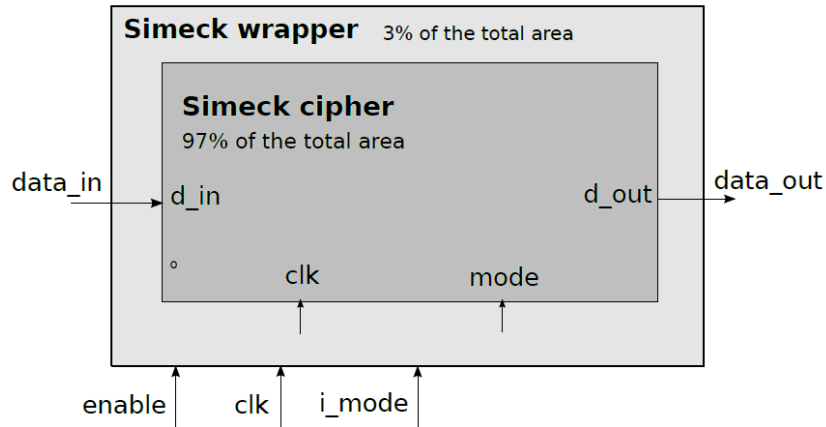 Simeck wrapper 3% of the total area
Simeck cipher
97% of the total area
data_in
d_in
d_out
data_out
clk
mode
enable
clk
i_mode